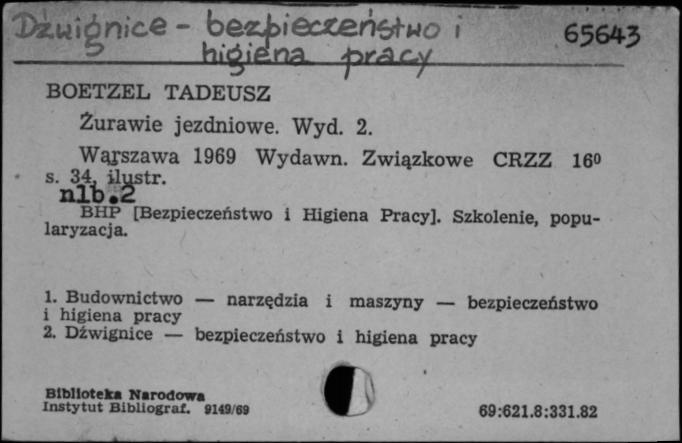 Dźwignice - bezpieczeństwo i
higiena pracy
65643
BOETZEL TADEUSZ
Żurawie jezdniowe. Wyd. 2.
Warszawa 1969 Wydawn. Związkowe CRZZ 16⁰
s. 34, ilustr.
nlb.2
BHP [Bezpieczeństwo i Higiena Pracy]. Szkolenie, popu-
laryzacja.
1. Budownictwo — narzędzia i maszyny — bezpieczeństwo
i higiena pracy
2. Dźwignice — bezpieczeństwo i higiena pracy
Biblioteka Narodowa
Instytut Bibliograf. 9149/69
69:621.8:331.82